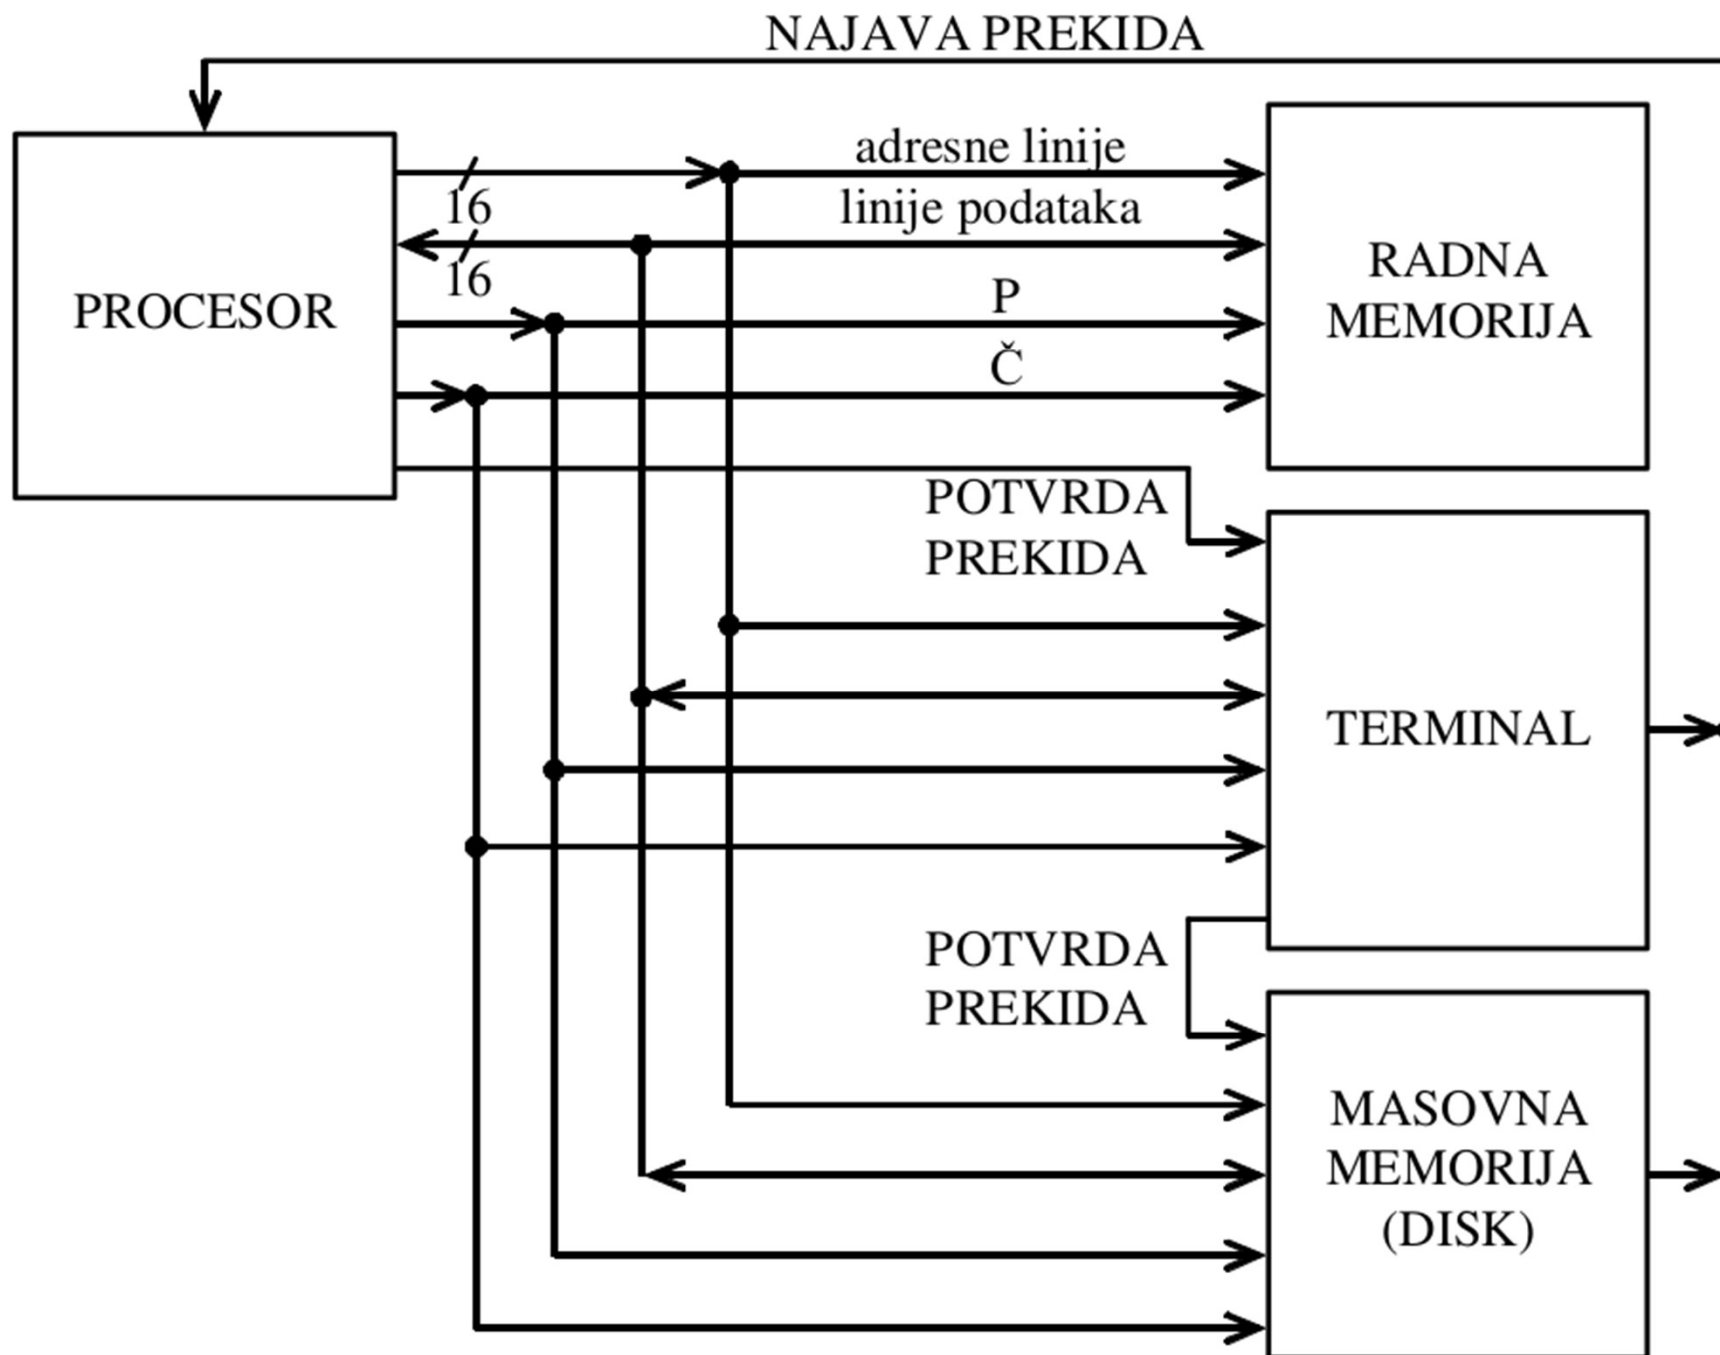 NAJAVA PREKIDA
adresne linije
16
linije podataka
16
PROCESOR
P
Č
RADNA
MEMORIJA
POTVRDA
PREKIDA
TERMINAL
POTVRDA
PREKIDA
MASOVNA
MEMORIJA
(DISK)